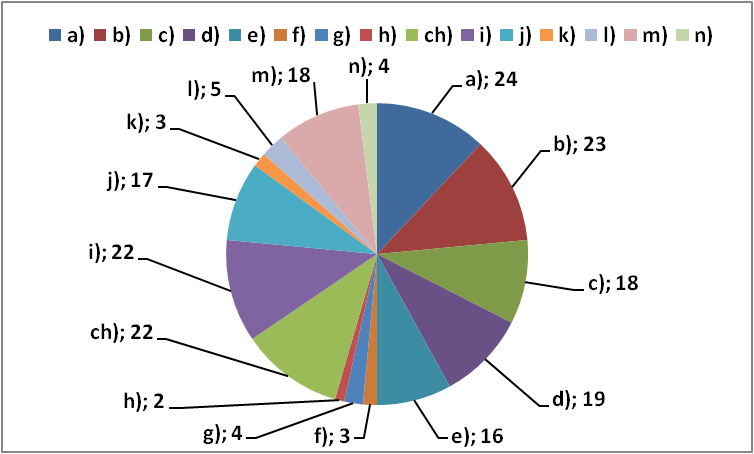 a) b) c) d) e) f) g) h) ch) i) j) k) l) m) n)
a); 24
b); 23
c); 18
d); 19
e); 16
f); 3
g); 4
h); 2
ch); 22
i); 22
j); 17
k); 3
l); 5
m); 18
n); 4